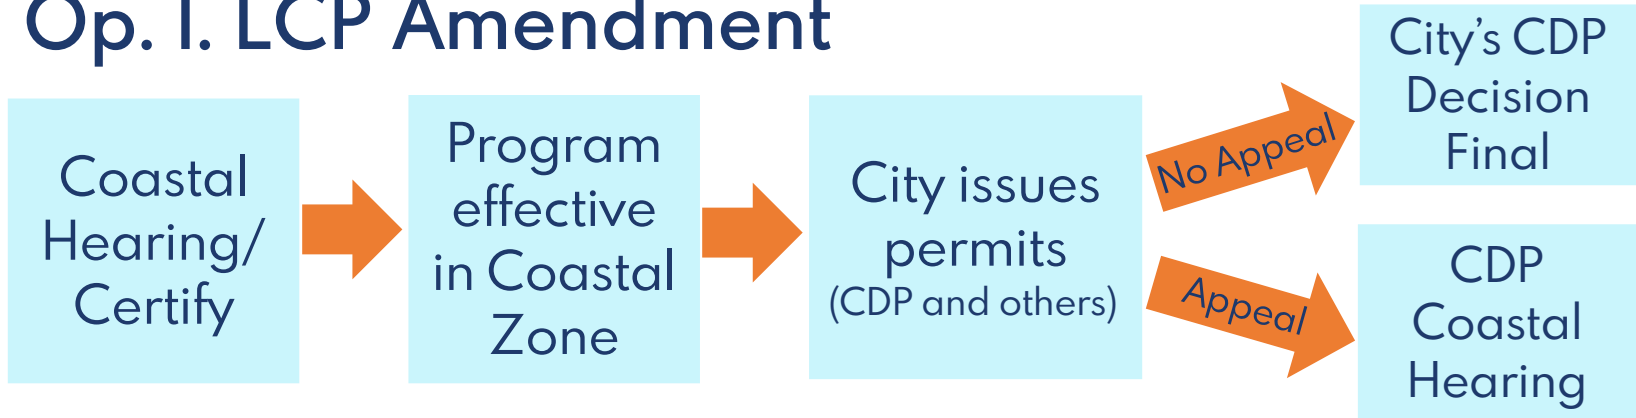 Op. 1. LCP Amendment
Coastal
Hearing/
Certify
Program
effective
in Coastal
Zone
City issues
permits
(CDP and others)
No Appeal
City's CDP
Decision
Final
Appeal
CDP
Coastal
Hearing